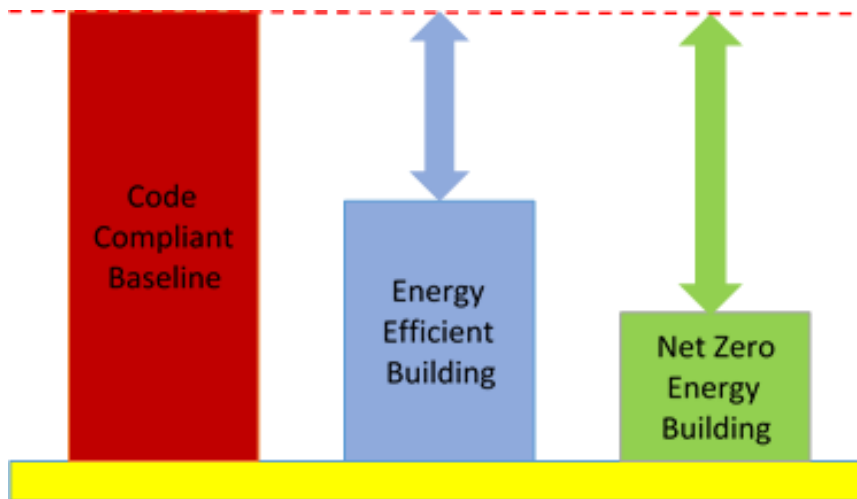 Code
Compliant
Baseline
Energy
Efficient
Building
Net Zero
Energy
Building